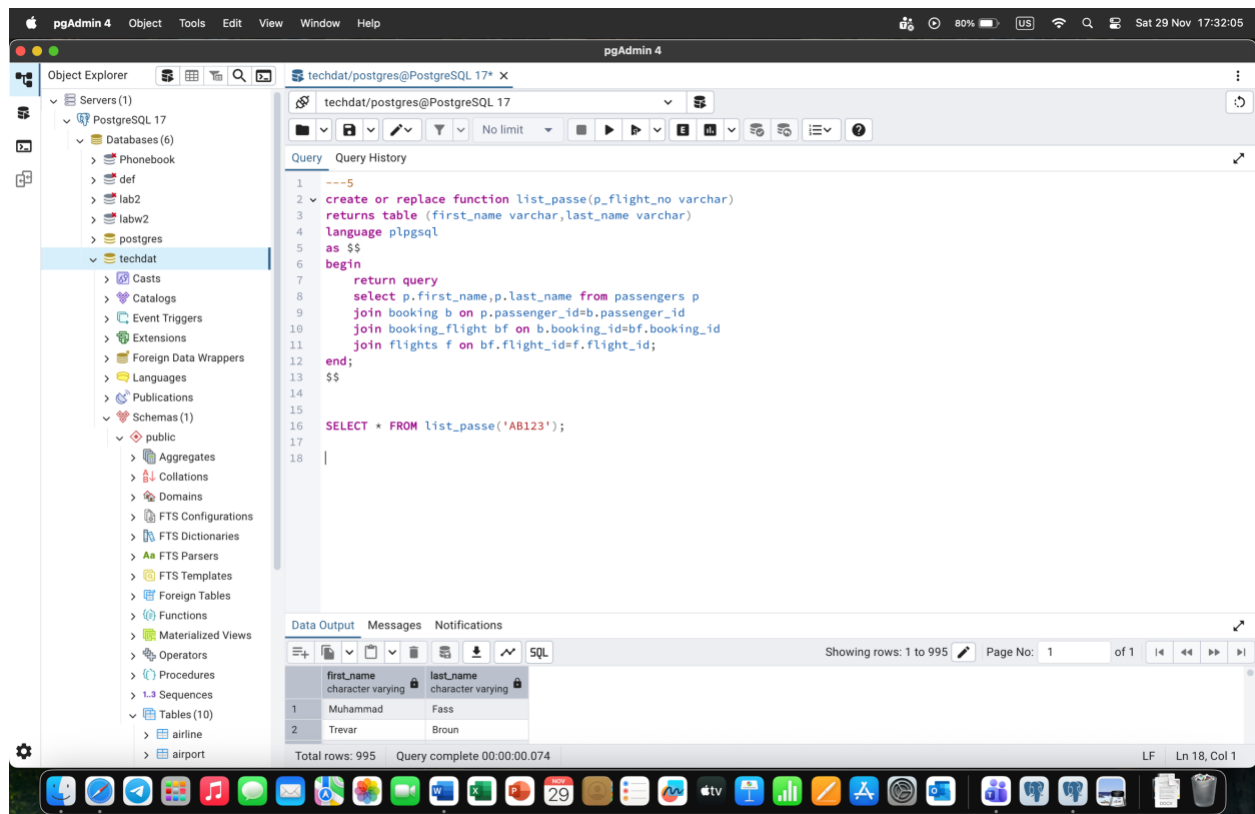 pgAdmin 4 Object Tools Edit View Window Help 80% US Sat 29 Nov 17:32:05
pgAdmin 4
Object Explorer
techdat/postgres@PostgreSQL 17*
Servers (1)
techdat/postgres@PostgreSQL 17
PostgreSQL 17
Databases (6)
No limit
Phonebook
Query Query History
def
lab2
labw2
postgres
techdat
Casts
Catalogs
Event Triggers
Extensions
Foreign Data Wrappers
Languages
Publications
Schemas (1)
public
Aggregates
Collations
Domains
FTS Configurations
FTS Dictionaries
Aa FTS Parsers
FTS Templates
Foreign Tables
Functions
Materialized Views
Operators
Procedures
1..3 Sequences
Tables (10)
airline
airport
1 ---5
2 create or replace function list_passe(p_flight_no varchar)
3 returns table (first_name varchar,last_name varchar)
4 language plpgsql
5 as $$
6 begin
7 return query
8 select p.first_name,p.last_name from passengers p
9 join booking b on p.passenger_id=b.passenger_id
10 join booking_flight bf on b.booking_id=bf.booking_id
11 join flights f on bf.flight_id=f.flight_id;
12 end;
13 $$
14
15
16 SELECT * FROM list_passe('AB123');
17
18
Data Output Messages Notifications
SQL Showing rows: 1 to 995 Page No: 1 of 1
first_name last_name
character varying character varying
1 Muhammad Fass
2 Trevar Broun
Total rows: 995 Query complete 00:00:00.074 LF Ln 18, Col 1
NOV
29
tv
DOCX